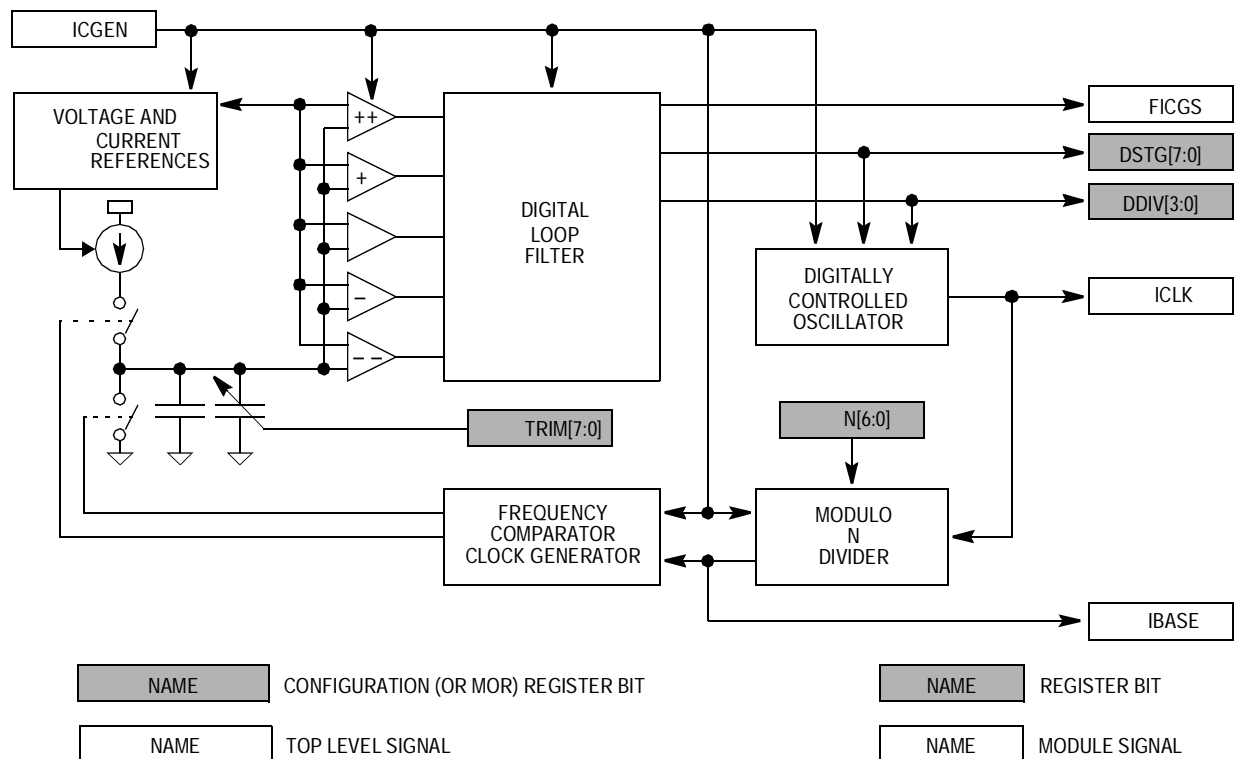 ICGEN
VOLTAGE AND
CURRENT
REFERENCES
++
+
-
- -
DIGITAL
LOOP
FILTER
FICGS
DSTG[7:0]
DDIV[3:0]
DIGITALLY
CONTROLLED
OSCILLATOR
ICLK
TRIM[7:0]
N[6:0]
FREQUENCY
COMPARATOR
CLOCK GENERATOR
MODULO
N
DIVIDER
IBASE
NAME
CONFIGURATION (OR MOR) REGISTER BIT
NAME
REGISTER BIT
NAME
TOP LEVEL SIGNAL
NAME
MODULE SIGNAL